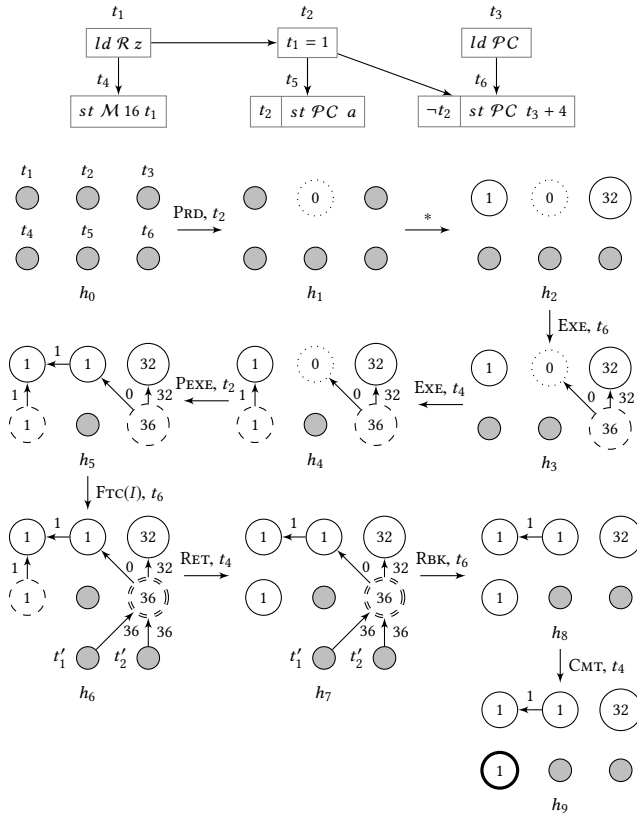 t₁ t₂ t₃
ld R z t₁ = 1 ld PC
t₄ t₅ t₆
st M 16 t₁ t₂ st PC a ¬t₂ st PC t₃ + 4
t₁ t₂ t₃
0 1 0 32
PRD, t₂ *
t₄ t₅ t₆
h₀ h₁ h₂
EXE, t₆
1 1 1 32 1 0 32 1 0 32
PEXE, t₂ EXE, t₄
1 0 32 1 0 32 0 32
1 36 1 36 36
h₅ h₄ h₃
FTC(I), t₆
1 1 1 32 1 1 1 32 1 1 1 32
RET, t₄ RBK, t₆
1 0 32 0 32
1 36 1 36 1
36 36 36 36
t′₁ t′₂ t′₁ t′₂
h₆ h₇ h₈
CMT, t₄
1 1 1 32
1
h₉